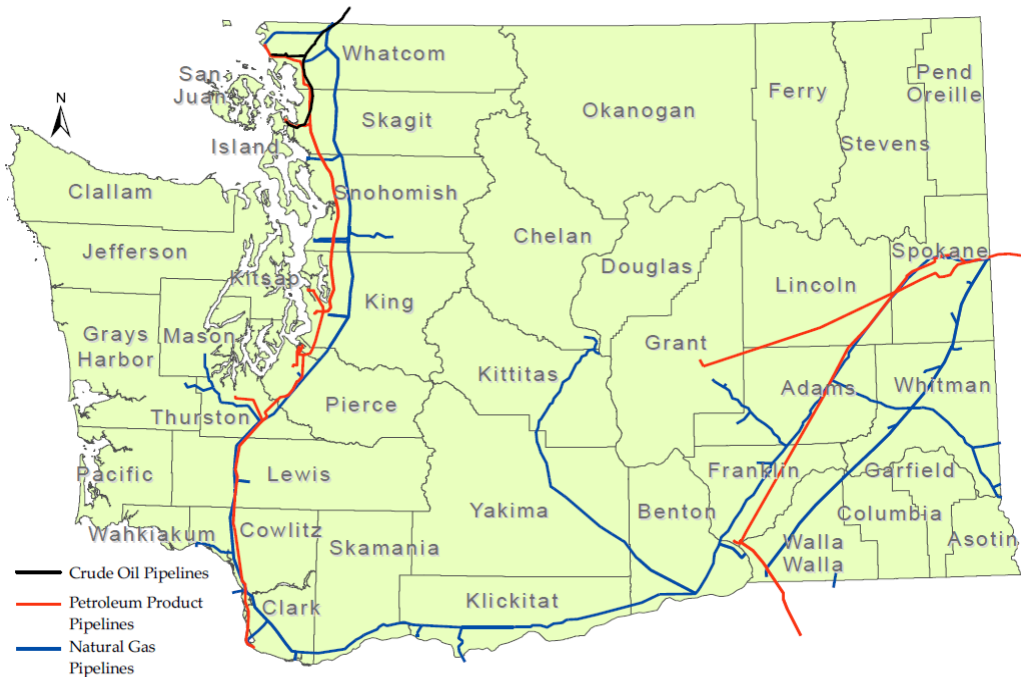 Whatcom
San
Juan
Skagit
Island
Okanogan
Ferry
Pend
Oreille
Stevens
Clallam
Snohomish
Jefferson
Chelan
Spokane
Kitsap
Douglas
Lincoln
King
Grays
Harbor
Mason
Grant
Kittitas
Adams
Whitman
Thurston
Pierce
Pacific
Lewis
Franklin
Garfield
Yakima
Benton
Columbia
Wahkiakum
Cowlitz
Skamania
Walla
Walla
Asotin
Klickitat
Clark
N
Crude Oil Pipelines
Petroleum Product
Pipelines
Natural Gas
Pipelines